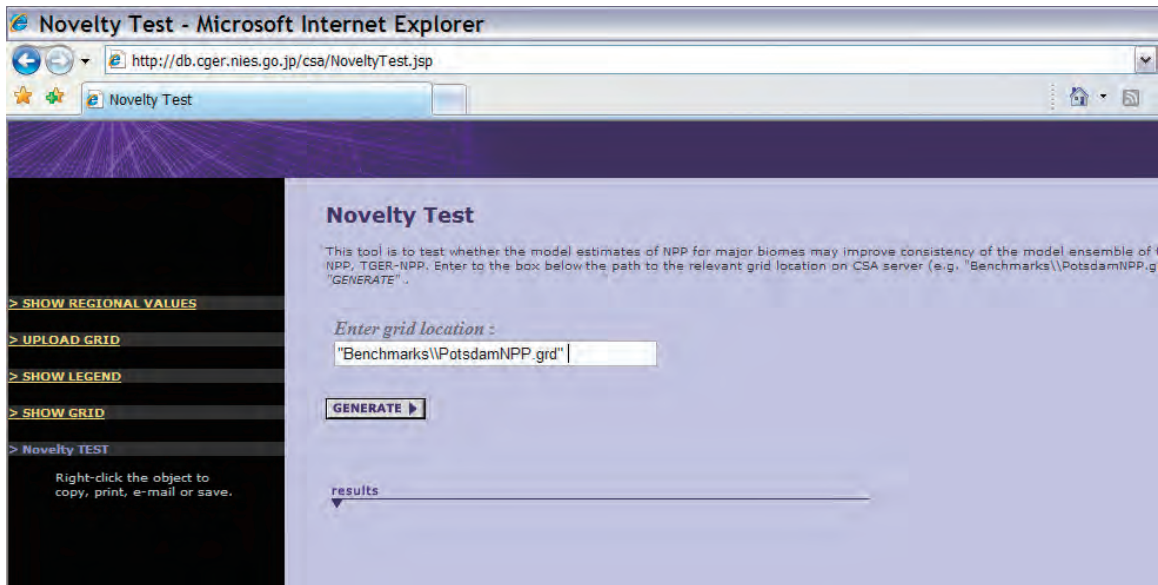 Novelty Test - Microsoft Internet Explorer
http://db.cger.nies.go.jp/csa/NoveltyTest.jsp
Novelty Test
Novelty Test
This tool is to test whether the model estimates of NPP for major biomes may improve consistency of the model ensemble of
NPP, TGER-NPP. Enter to the box below the path to the relevant grid location on CSA server (e.g. "Benchmarks\\PotsdamNPP.g
"GENERATE" .
> SHOW REGIONAL VALUES
> UPLOAD GRID
> SHOW LEGEND
> SHOW GRID
> Novelty TEST
Right-click the object to
copy, print, e-mail or save.
Enter grid location :
"Benchmarks\\PotsdamNPP.grd"
GENERATE
results